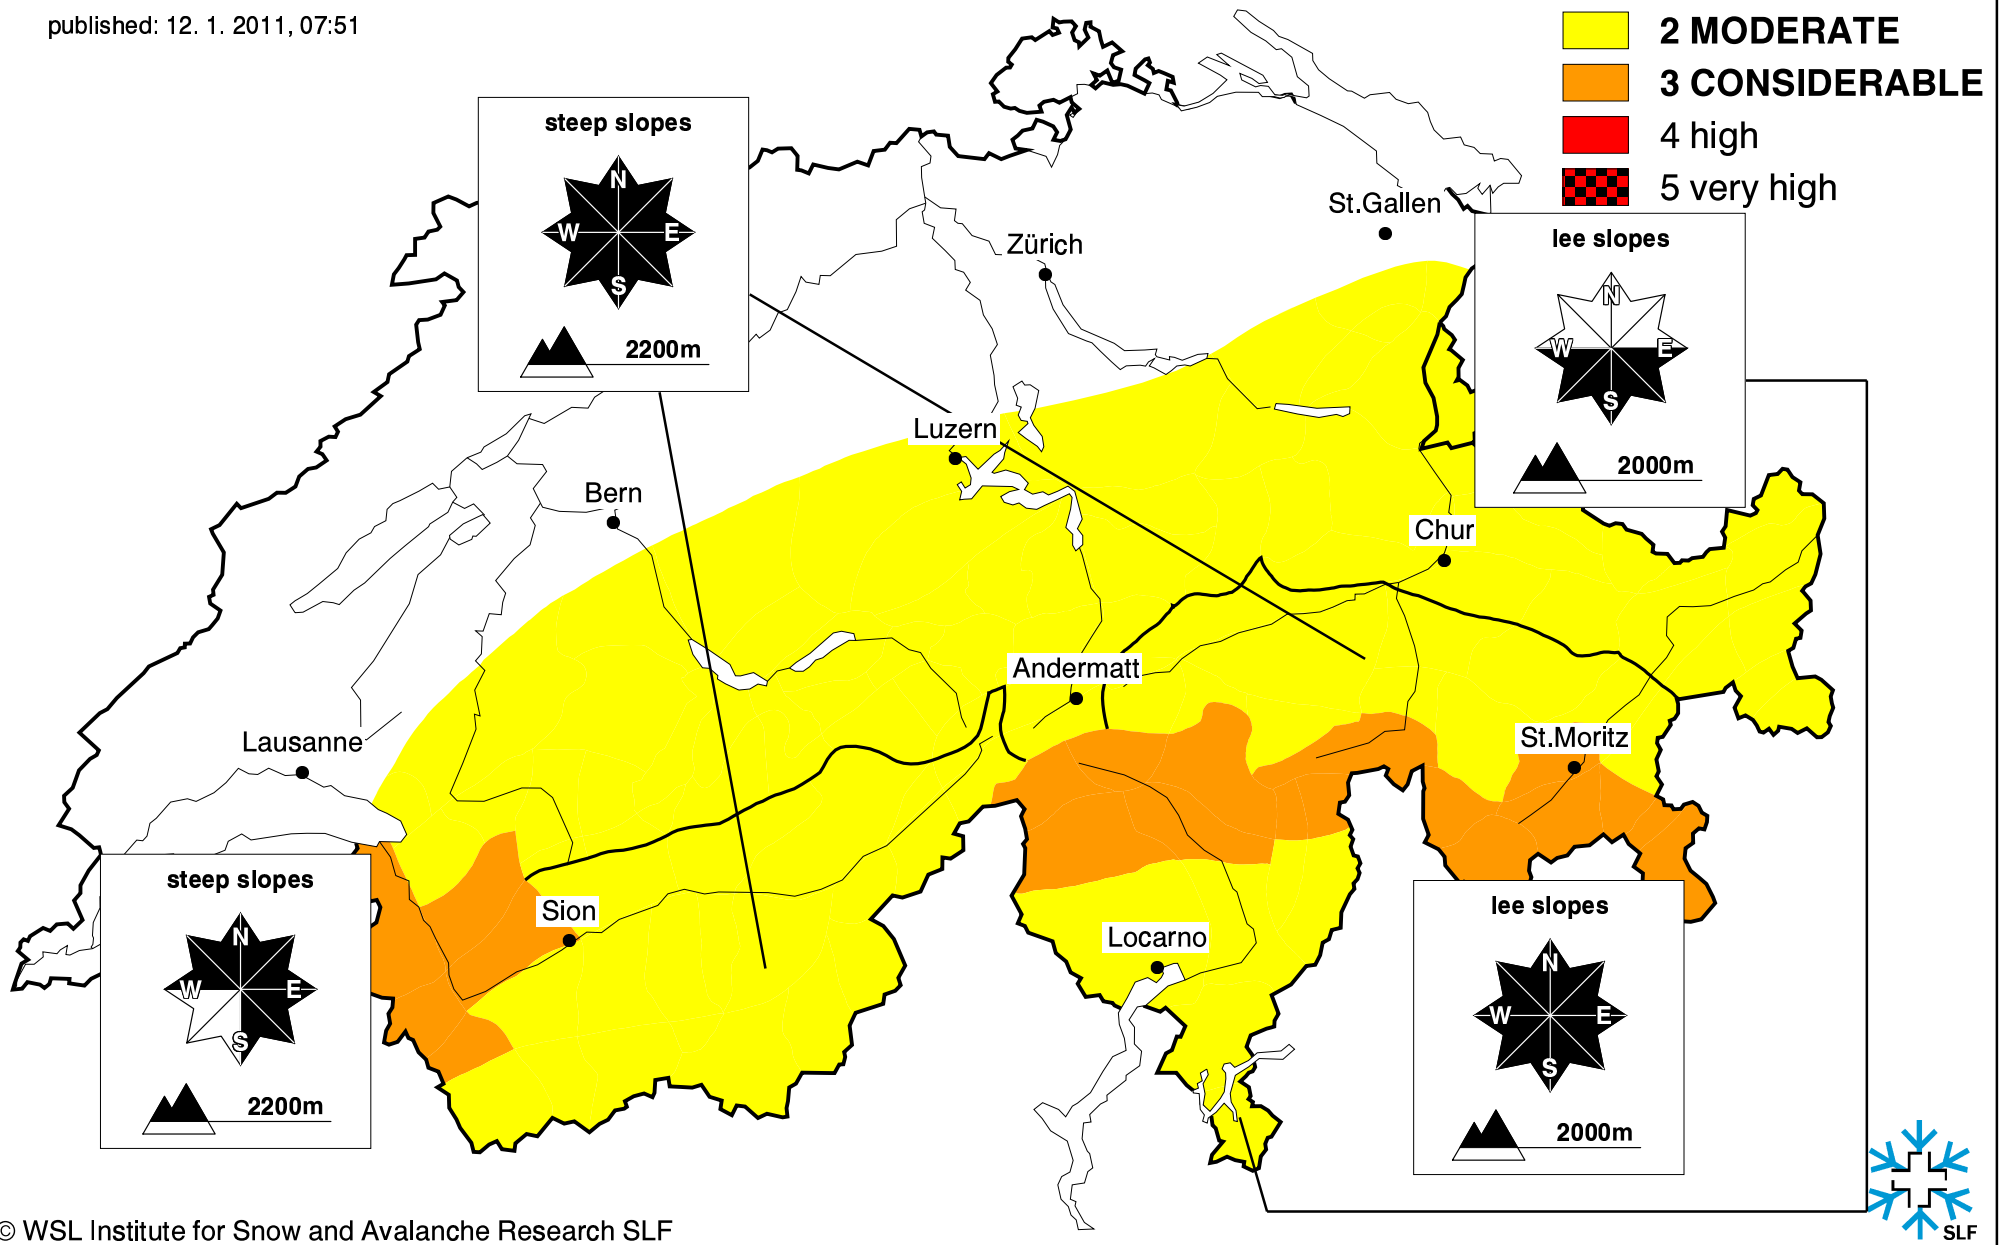 published: 12. 1. 2011, 07:51
2 MODERATE
3 CONSIDERABLE
4 high
5 very high
steep slopes
N
W E
S
2200m
St.Gallen
Zürich
lee slopes
N
W E
S
2000m
Luzern
Bern
Chur
Andermatt
Lausanne
St.Moritz
steep slopes
N
W E
S
2200m
Sion
Locarno
lee slopes
N
W E
S
2000m
© WSL Institute for Snow and Avalanche Research SLF
SLF